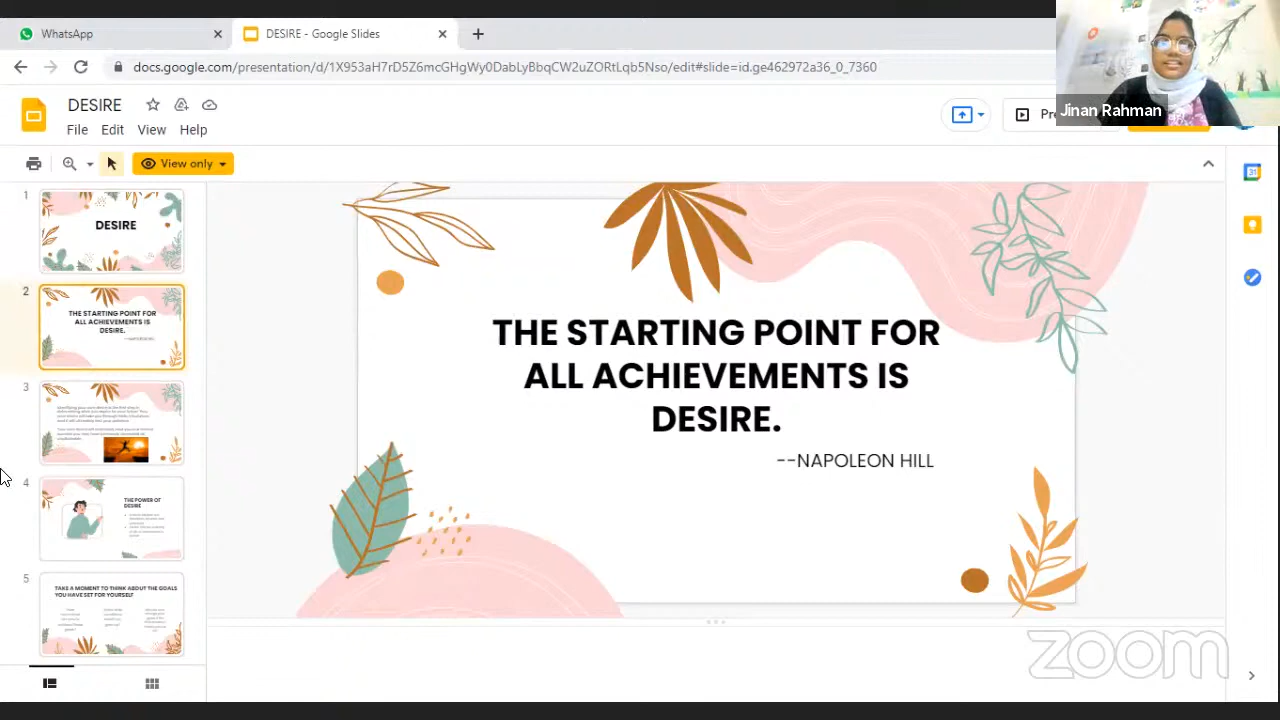 WhatsApp
DESIRE - Google Slides
docs.google.com/presentation/d/1X953aH7rDSZ6mGSHgWy0DabLyBbqCW2uZORtLqb5Nso/edit#slide=id.ge462972a36_0_7360
Jinan Rahman
DESIRE
File Edit View Help
View only
1
DESIRE
2
THE STARTING POINT FOR
ALL ACHIEVEMENTS IS
DESIRE.
3
4
THE POWER OF
DESIRE
5
TAKE A MOMENT TO THINK ABOUT THE GOALS
YOU HAVE SET FOR YOURSELF
THE STARTING POINT FOR
ALL ACHIEVEMENTS IS
DESIRE.
--NAPOLEON HILL
31
zoom